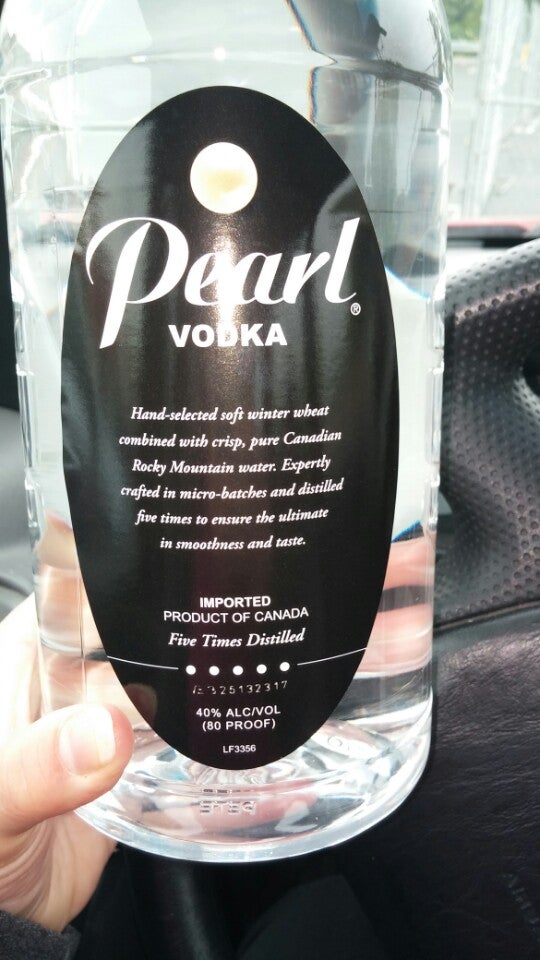 Pearl®
VODKA
Hand-selected soft winter wheat
combined with crisp, pure Canadian
Rocky Mountain water. Expertly
crafted in micro-batches and distilled
five times to ensure the ultimate
in smoothness and taste.
IMPORTED
PRODUCT OF CANADA
Five Times Distilled
40% ALC/VOL
(80 PROOF)
LF3356